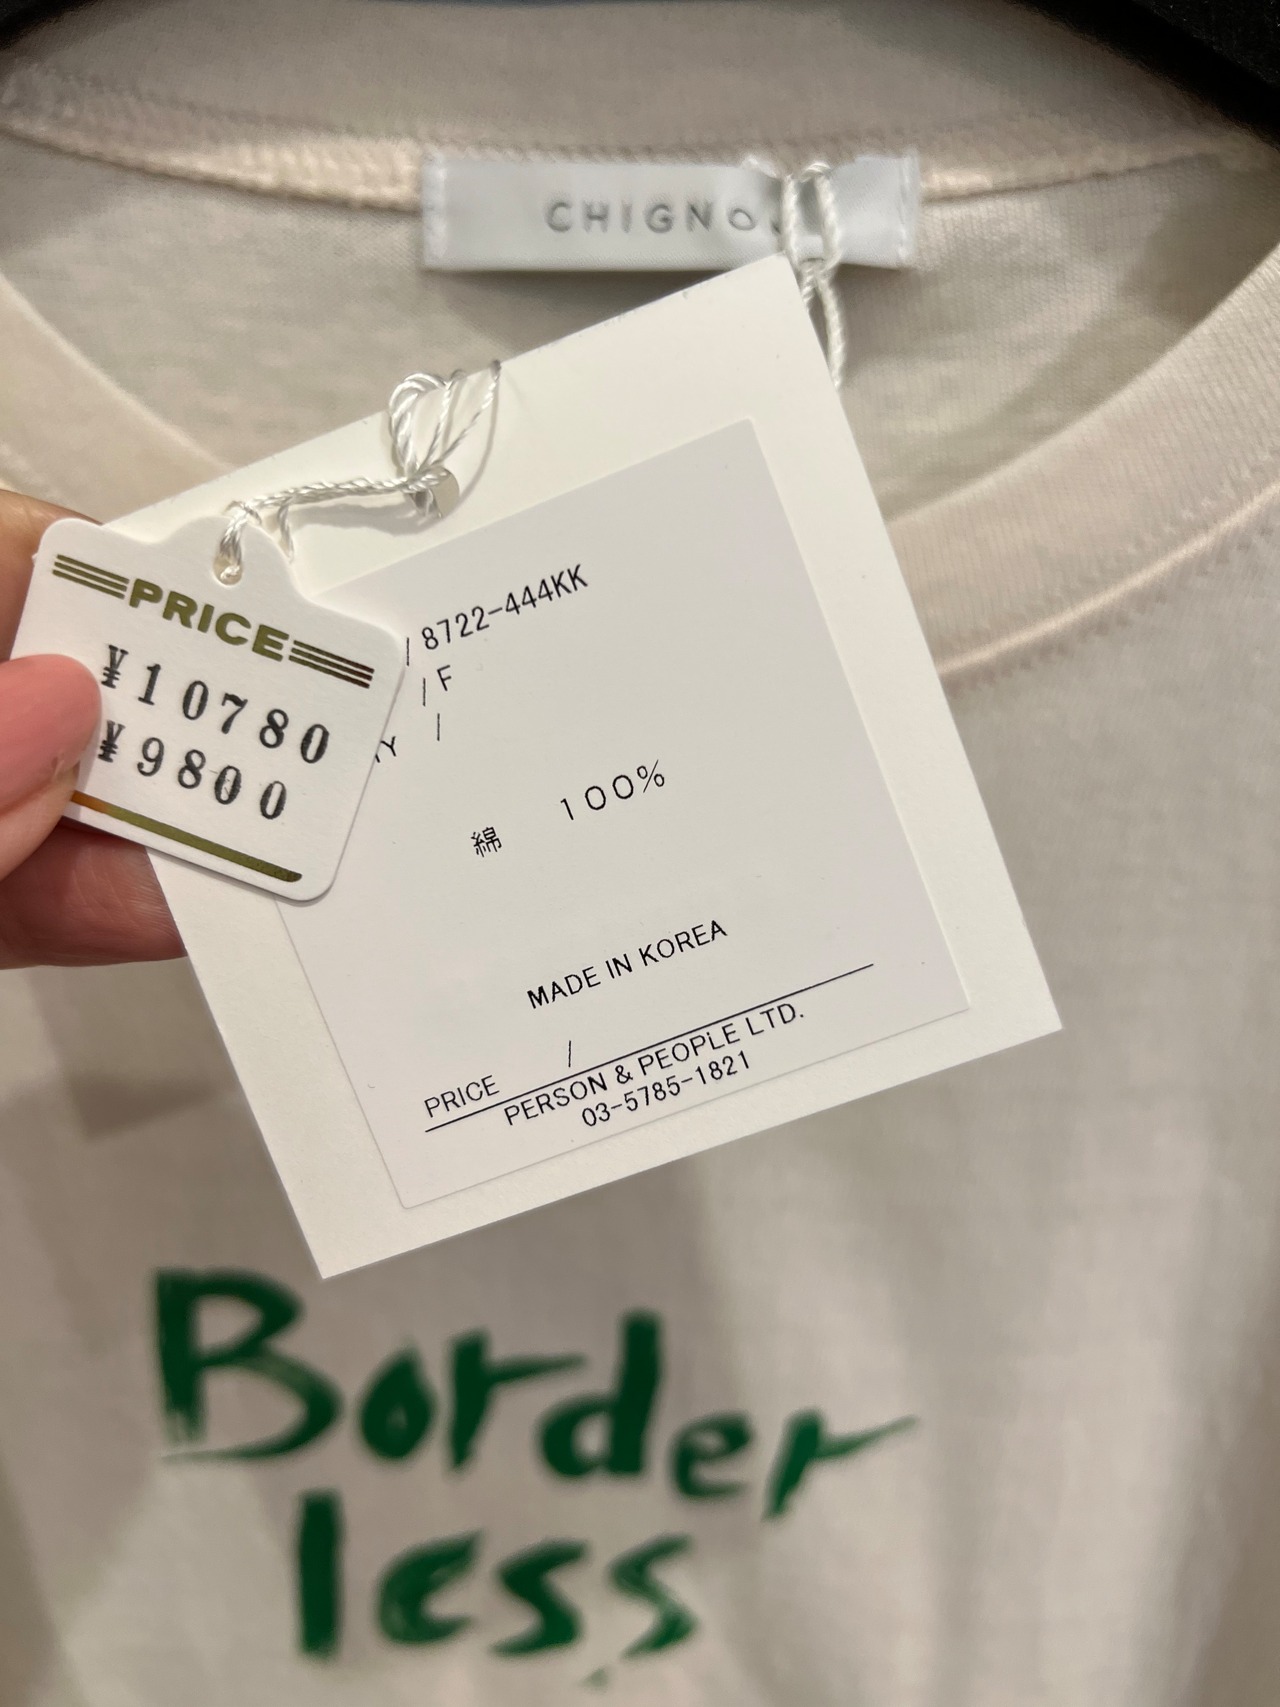 CHIGNO
PRICE
¥10780
¥9800
/ 8722-444KK
/ F
/
綿 100%
MADE IN KOREA
PRICE /
PERSON & PEOPLE LTD.
03-5785-1821
Border
less